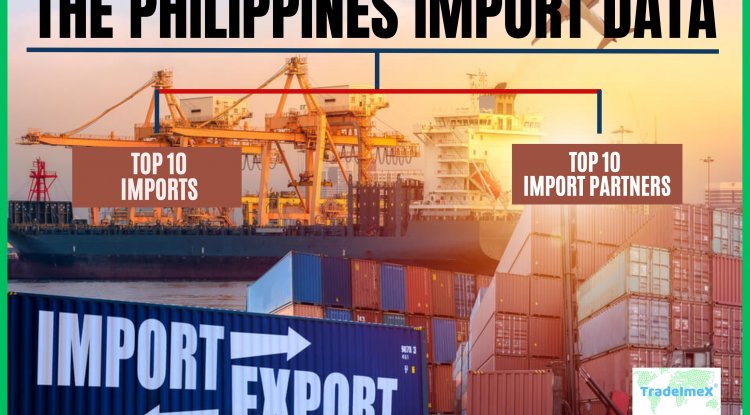 THE PHILIPPINES IMPORT DATA
TOP 10
IMPORTS
TOP 10
IMPORT PARTNERS
IMPORT
EXPORT
TradeImeX